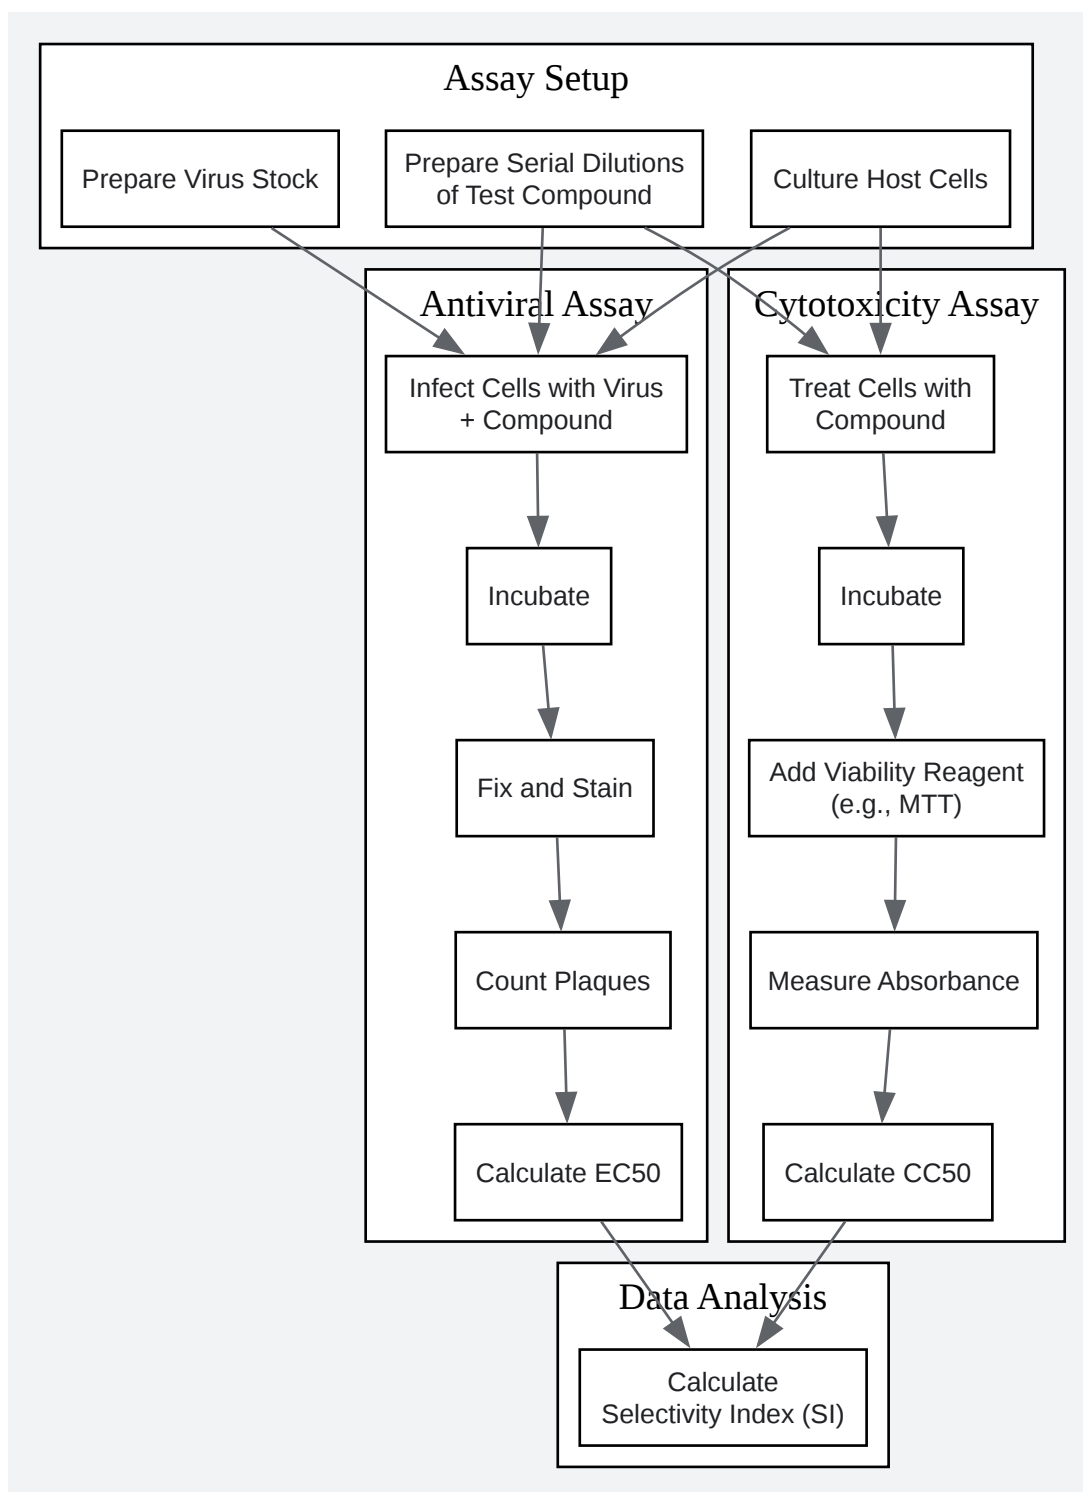 Assay Setup
Prepare Virus Stock
Prepare Serial Dilutions
of Test Compound
Culture Host Cells
Antiviral Assay
Infect Cells with Virus
+ Compound
Incubate
Fix and Stain
Count Plaques
Calculate EC50
Cytotoxicity Assay
Treat Cells with
Compound
Incubate
Add Viability Reagent
(e.g., MTT)
Measure Absorbance
Calculate CC50
Data Analysis
Calculate
Selectivity Index (SI)